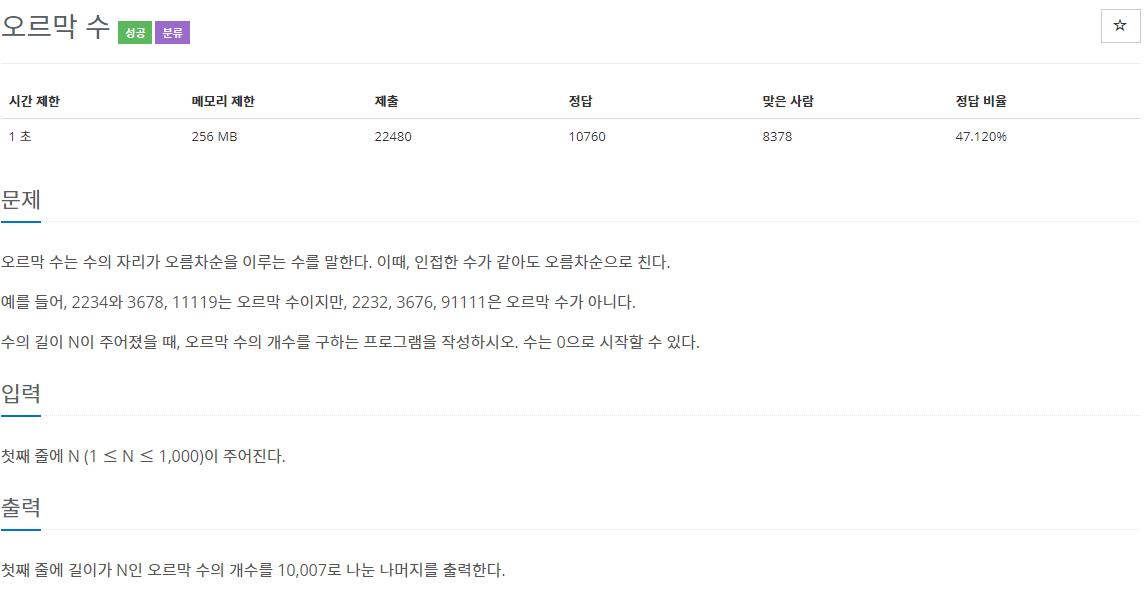 오르막 수 성공 분류
☆
시간 제한 메모리 제한 제출 정답 맞은 사람 정답 비율
1 초 256 MB 22480 10760 8378 47.120%
문제
오르막 수는 수의 자리가 오름차순을 이루는 수를 말한다. 이때, 인접한 수가 같아도 오름차순으로 친다.
예를 들어, 2234와 3678, 11119는 오르막 수이지만, 2232, 3676, 91111은 오르막 수가 아니다.
수의 길이 N이 주어졌을 때, 오르막 수의 개수를 구하는 프로그램을 작성하시오. 수는 0으로 시작할 수 있다.
입력
첫째 줄에 N (1 ≤ N ≤ 1,000)이 주어진다.
출력
첫째 줄에 길이가 N인 오르막 수의 개수를 10,007로 나눈 나머지를 출력한다.